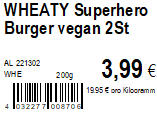 WHEATY Superhero
Burger vegan 2St
AL 221302
WHE 200g
3,99 €
19.95 € pro Kilogramm
4 032277 008706